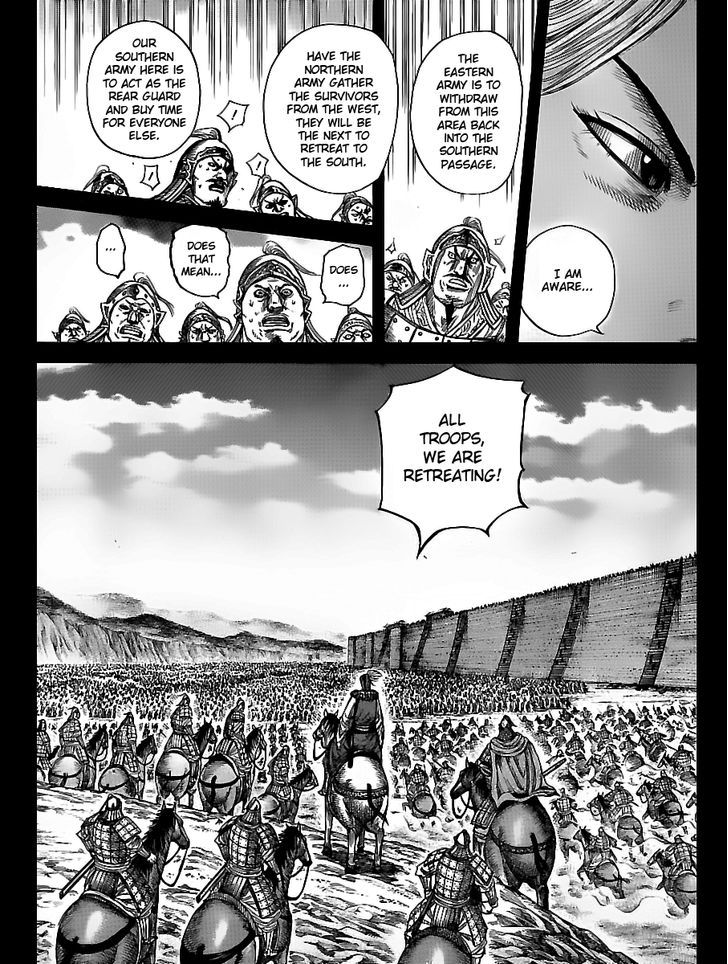 I AM
AWARE...
THE
EASTERN
ARMY IS TO
WITHDRAW
FROM THIS
AREA BACK
INTO THE
SOUTHERN
PASSAGE.
HAVE THE
NORTHERN
ARMY GATHER
THE SURVIVORS
FROM THE WEST,
THEY WILL BE
THE NEXT TO
RETREAT TO
THE SOUTH.
OUR
SOUTHERN
ARMY HERE IS
TO ACT AS THE
REAR GUARD
AND BUY TIME
FOR EVERYONE
ELSE.
!
!
DOES...
DOES
THAT
MEAN...
...
ALL
TROOPS,
WE ARE
RETREATING!